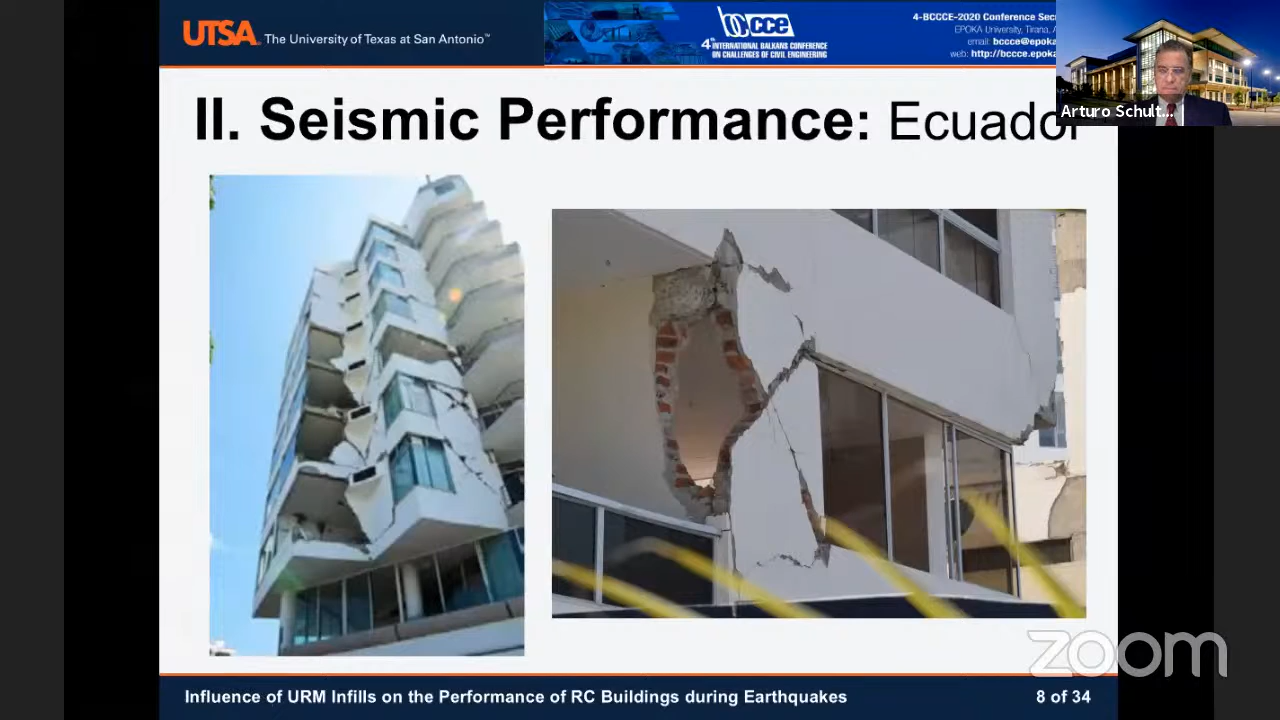 UTSA The University of Texas at San Antonio™
bccce
4th INTERNATIONAL BALKANS CONFERENCE
ON CHALLENGES OF CIVIL ENGINEERING
4-BCCCE-2020 Conference Sec
EPOKA University, Tirana, A
email: bccce@epoka
web: http://bccce.epoka
Arturo Schult...
II. Seismic Performance: Ecuador
zoom
Influence of URM Infills on the Performance of RC Buildings during Earthquakes
8 of 34